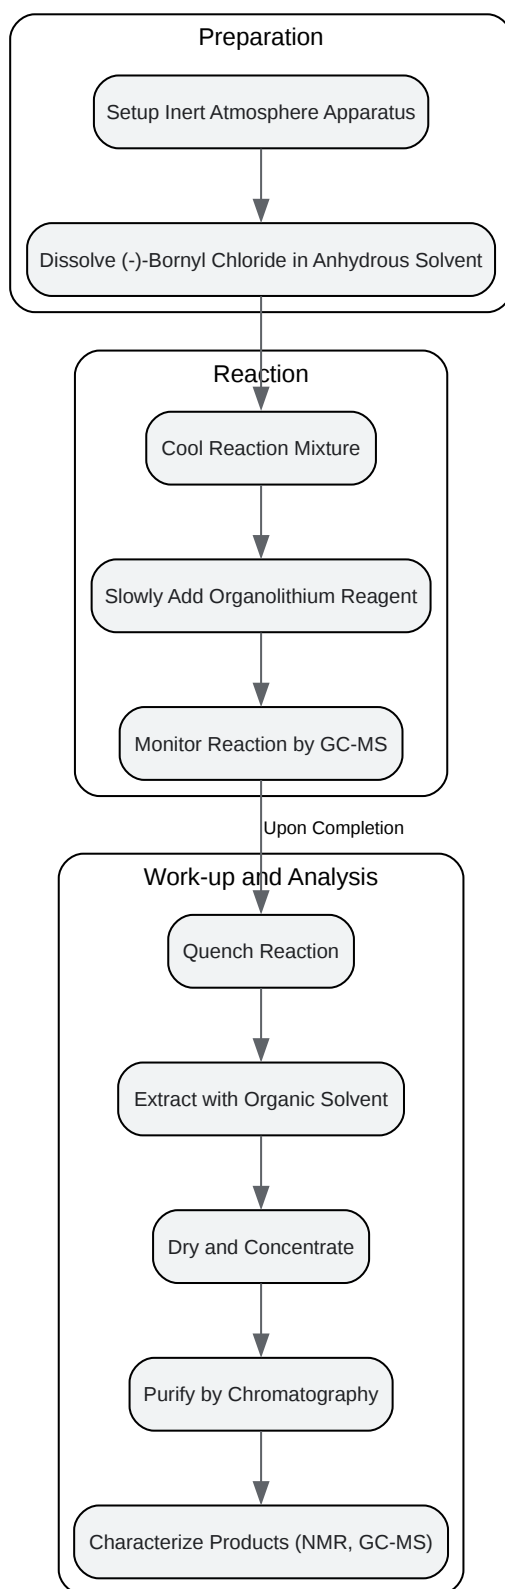 Preparation
Setup Inert Atmosphere Apparatus
Dissolve (-)-Bornyl Chloride in Anhydrous Solvent
Reaction
Cool Reaction Mixture
Slowly Add Organolithium Reagent
Monitor Reaction by GC-MS
Upon Completion
Work-up and Analysis
Quench Reaction
Extract with Organic Solvent
Dry and Concentrate
Purify by Chromatography
Characterize Products (NMR, GC-MS)